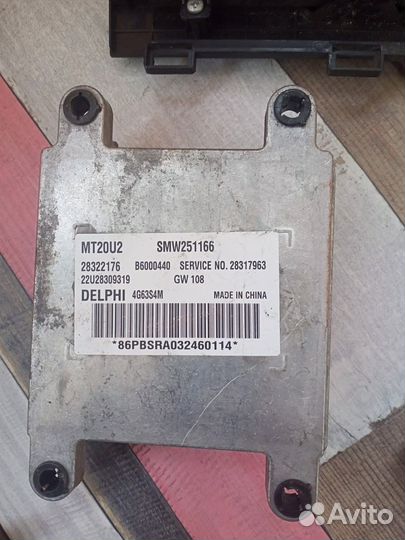 MT20U2 SMW251166
28322176 B6000440 SERVICE NO. 28317963
22U28309319 GW 108
DELPHI 4G63S4M MADE IN CHINA
*86PBSRA032460114*
Avito